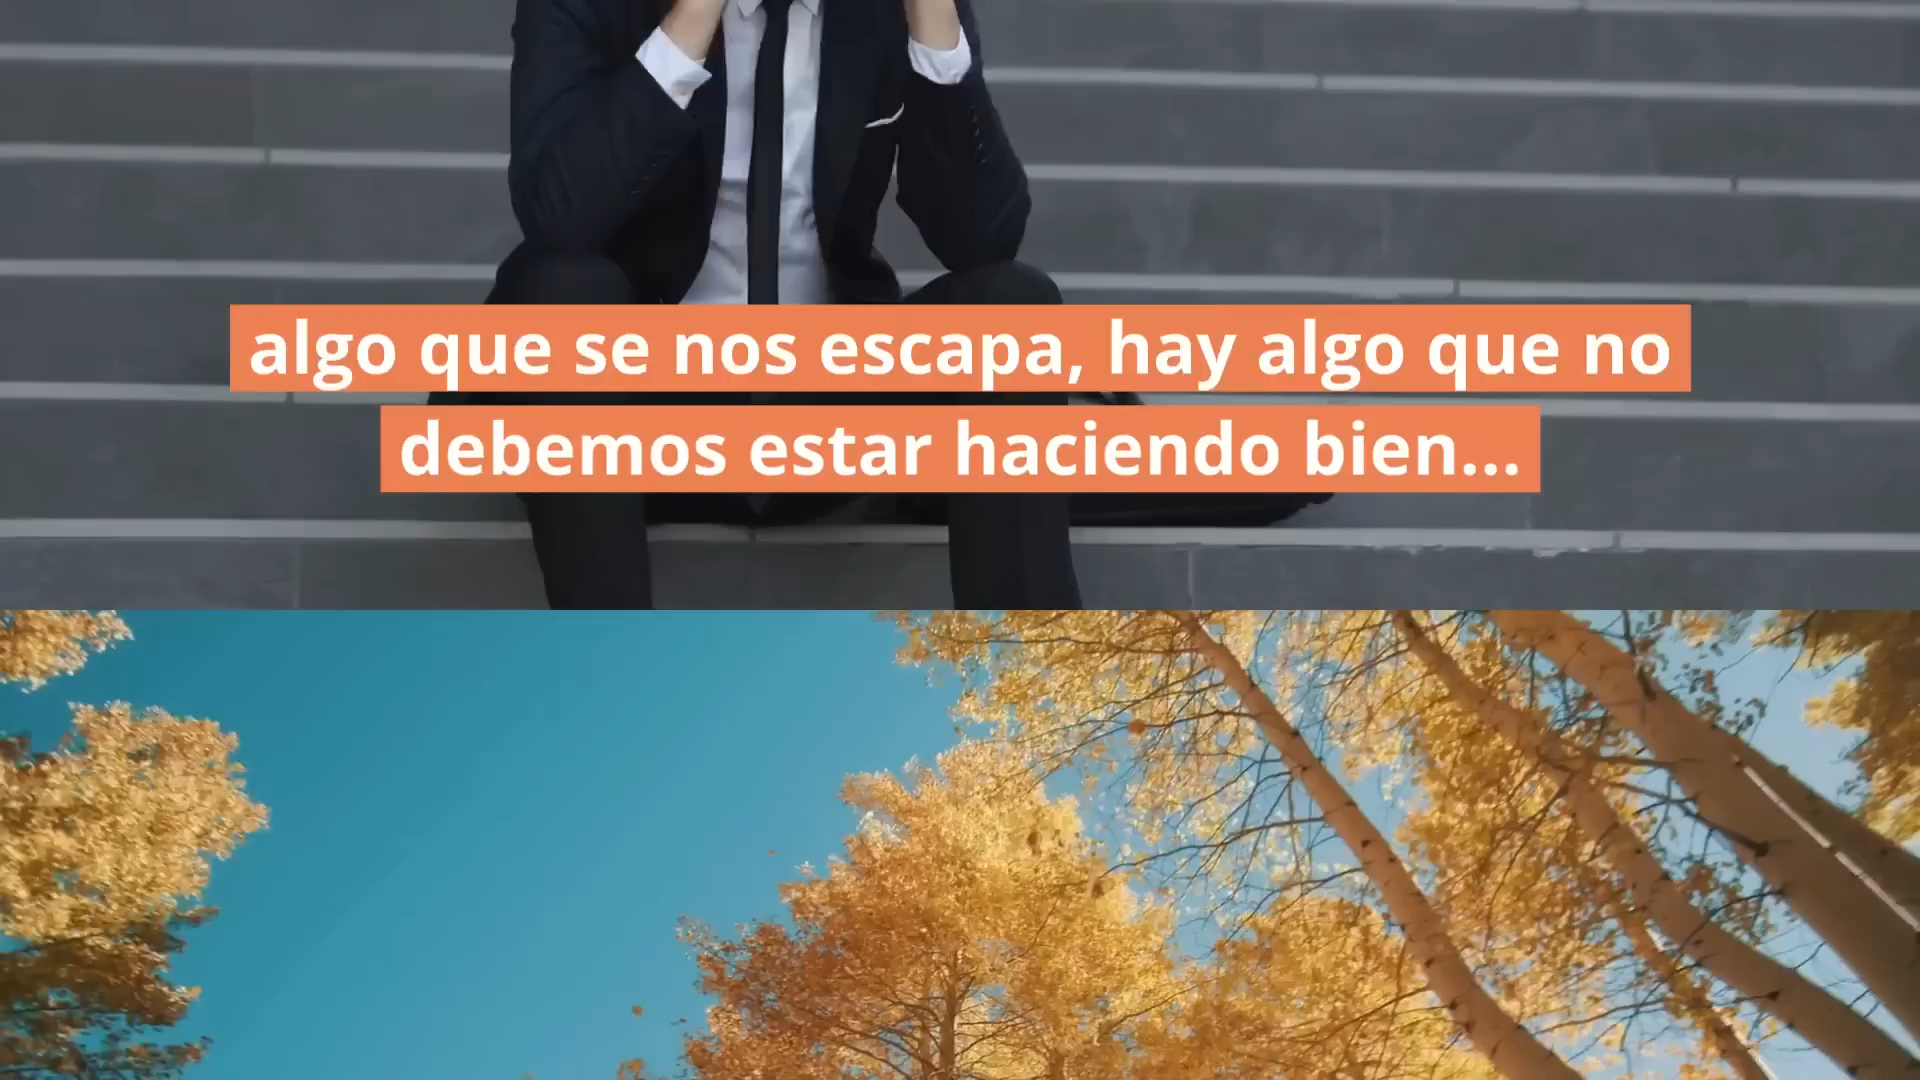 algo que se nos escapa, hay algo que no
debemos estar haciendo bien...